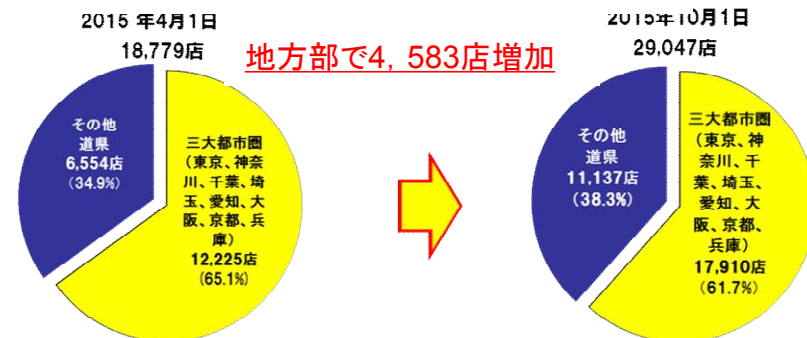 2015 年4月1日
18,779店
地方部で4, 583店増加
2015年10月1日
29,047店
その他
道県
6,554店
(34.9%)
三大都市圏
(東京、神奈
川、千葉、埼
玉、愛知、大
阪、京都、兵
庫)
12,225店
(65.1%)
その他
道県
11,137店
(38.3%)
三大都市圏
(東京、神
奈川、千
葉、埼玉、
愛知、大
阪、京都、
兵庫)
17,910店
(61.7%)